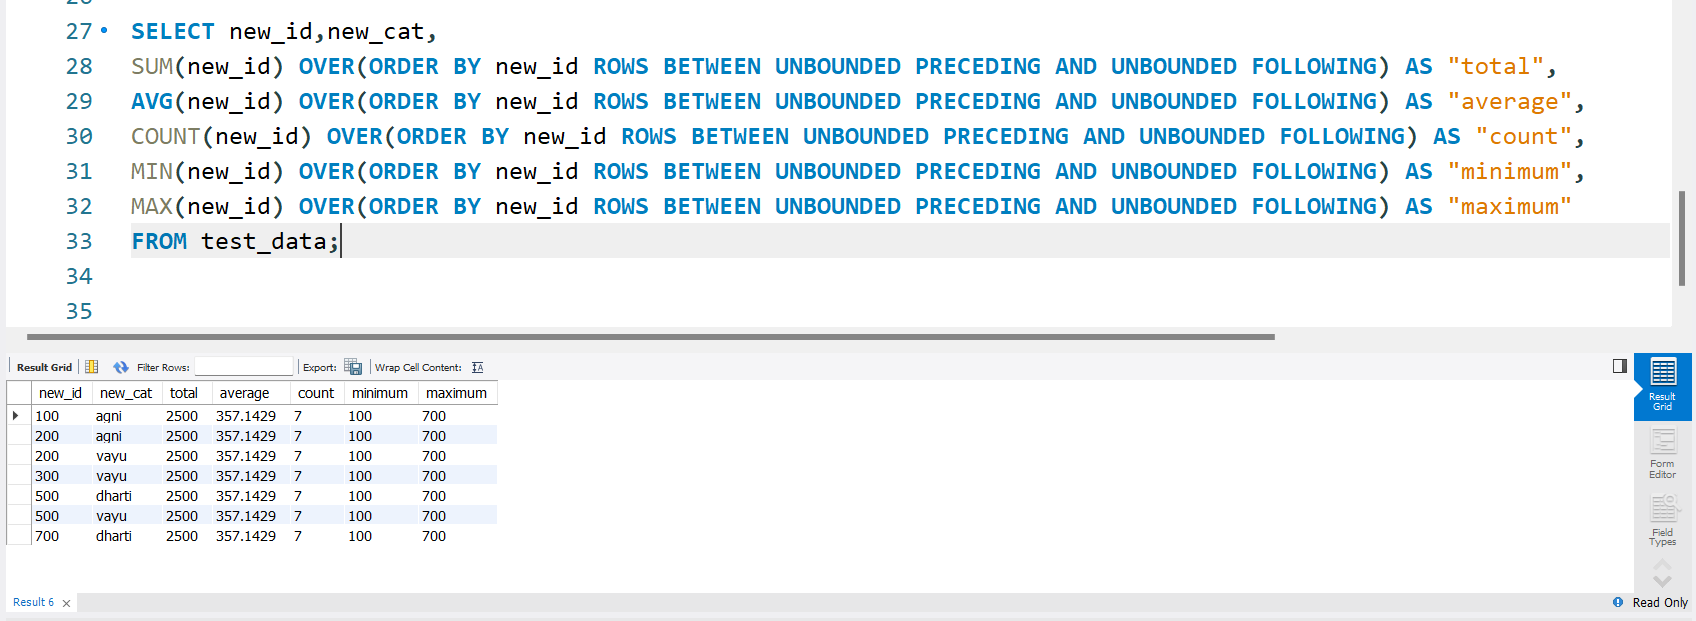 26
27 SELECT new_id,new_cat,
28 SUM(new_id) OVER(ORDER BY new_id ROWS BETWEEN UNBOUNDED PRECEDING AND UNBOUNDED FOLLOWING) AS "total",
29 AVG(new_id) OVER(ORDER BY new_id ROWS BETWEEN UNBOUNDED PRECEDING AND UNBOUNDED FOLLOWING) AS "average",
30 COUNT(new_id) OVER(ORDER BY new_id ROWS BETWEEN UNBOUNDED PRECEDING AND UNBOUNDED FOLLOWING) AS "count",
31 MIN(new_id) OVER(ORDER BY new_id ROWS BETWEEN UNBOUNDED PRECEDING AND UNBOUNDED FOLLOWING) AS "minimum",
32 MAX(new_id) OVER(ORDER BY new_id ROWS BETWEEN UNBOUNDED PRECEDING AND UNBOUNDED FOLLOWING) AS "maximum"
33 FROM test_data;
34
35
Result Grid Filter Rows: Export: Wrap Cell Content:
new_id new_cat total average count minimum maximum
100 agni 2500 357.1429 7 100 700
200 agni 2500 357.1429 7 100 700
200 vayu 2500 357.1429 7 100 700
300 vayu 2500 357.1429 7 100 700
500 dharti 2500 357.1429 7 100 700
500 vayu 2500 357.1429 7 100 700
700 dharti 2500 357.1429 7 100 700
Result
Grid
Form
Editor
Field
Types
Result 6
Read Only